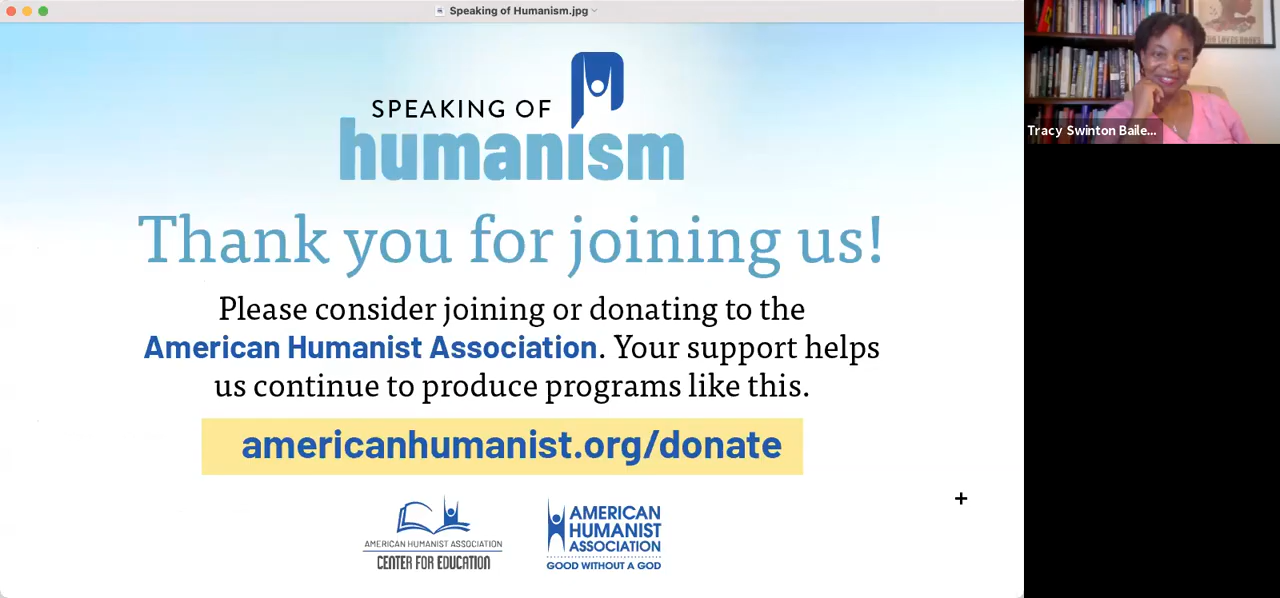 Speaking of Humanism.jpg
SPEAKING OF
humanism
Thank you for joining us!
Please consider joining or donating to the
American Humanist Association. Your support helps
us continue to produce programs like this.
americanhumanist.org/donate
AMERICAN HUMANIST ASSOCIATION
CENTER FOR EDUCATION
AMERICAN
HUMANIST
ASSOCIATION
GOOD WITHOUT A GOD
Tracy Swinton Baile...